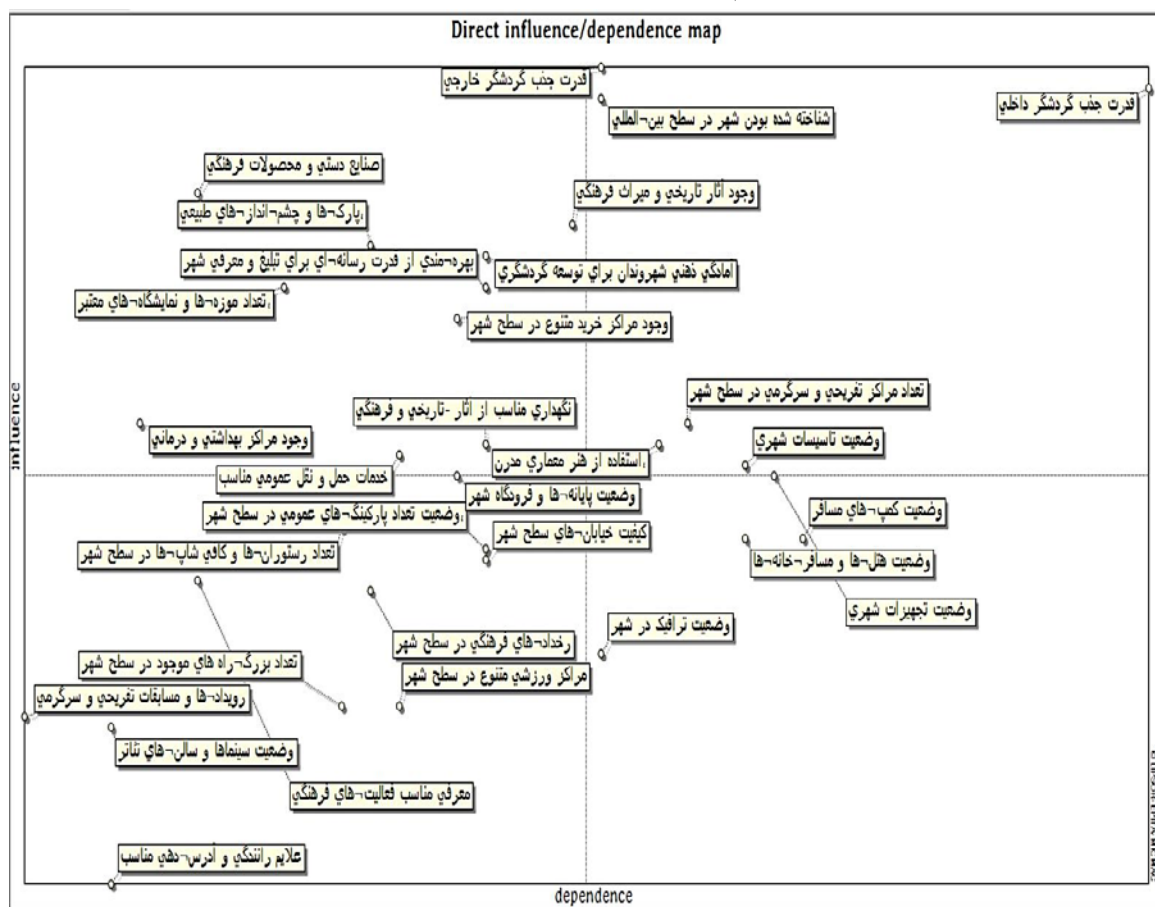 Direct influence/dependence map
قدرت جذب گردشگر خارجي
قدرت جذب گردشگر داخلي
شناخته شده بودن شهر در سطح بين¬المللي
صنايع دستي و محصولات فرهنگي
وجود آثار تاريخي و ميراث فرهنگي
پارک¬ها و چشم¬انداز¬هاي طبيعي،
بهره¬مندي از قدرت رسانه¬اي براي تبليغ و معرفي شهر
امادگي ذهني شهروندان براي توسعه گردشگري
تعداد موزه¬ها و نمايشگاه¬هاي معتبر،
وجود مراکز خريد متنوع در سطح شهر
تعداد مراکز تفريحي و سرگرمي در سطح شهر
نگهداري مناسب از آثار -تاريخي و فرهنگي
وجود مراکز بهداشتي و درماني
وضعيت تاسيسات شهري
استفاده از هنر معماري مدرن،
خدمات حمل و نقل عمومي مناسب
وضعيت پايانه¬ها و فرودگاه شهر
وضعيت تعداد پارکينگ¬هاي عمومي در سطح شهر،
وضعيت کمپ¬هاي مسافر
کيفيت خيابان¬هاي سطح شهر
تعداد رستوران¬ها و کافي شاپ¬ها در سطح شهر
وضعيت هتل¬ها و مسافر¬خانه¬ها
وضعيت تجهيزات شهري
وضعيت ترافيک در شهر
رخداد¬هاي فرهنگي در سطح شهر
تعداد بزرگ¬راه هاي موجود در سطح شهر
مراکز ورزشي متنوع در سطح شهر
رويداد¬ها و مسابقات تفريحي و سرگرمي
وضعيت سينماها و سالن¬هاي تئاتر
معرفي مناسب فعاليت¬هاي فرهنگي
علايم رانندگي و آدرس¬دهي مناسب
influence
dependence